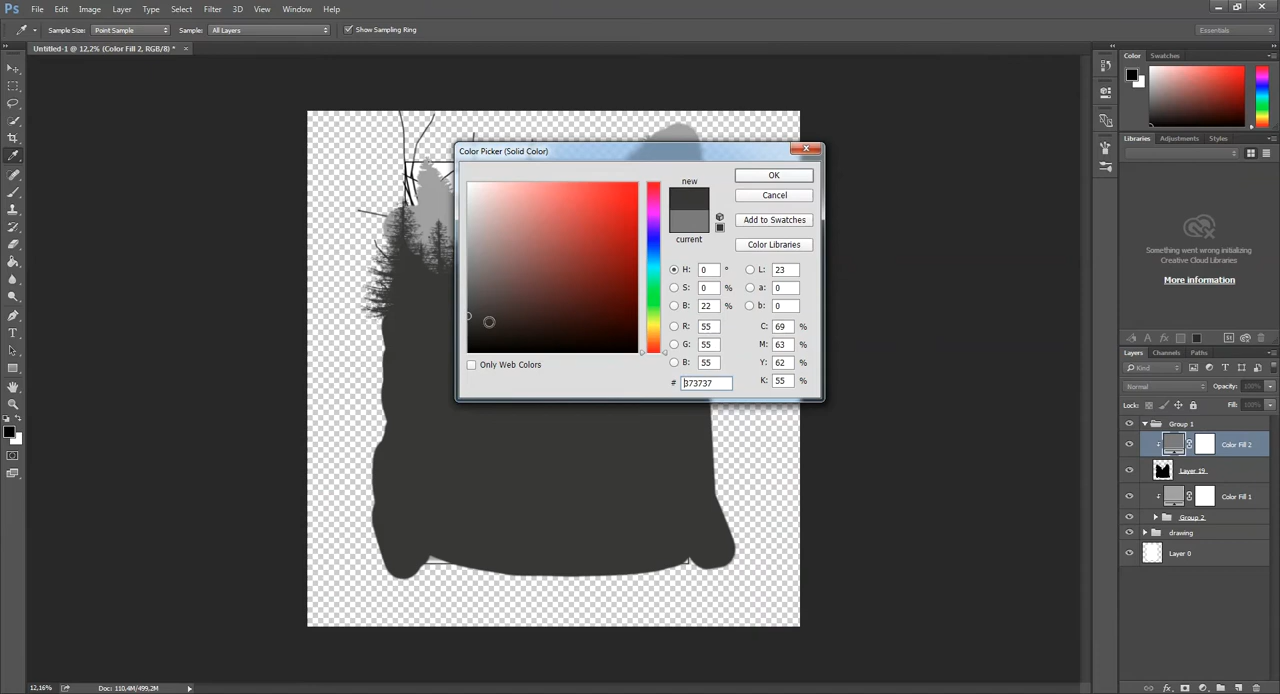 Ps File Edit Image Layer Type Select Filter 3D View Window Help
Sample Size: Point Sample Sample: All Layers Show Sampling Ring Essentials
Untitled-1 @ 12,2% (Color Fill 2, RGB/8) * ×
Color Swatches
Color Picker (Solid Color)
new
OK
Cancel
Add to Swatches
current
Color Libraries
H: 0 ° L: 23
S: 0 % a: 0
B: 22 % b: 0
R: 55 C: 69 %
G: 55 M: 63 %
B: 55 Y: 62 %
Only Web Colors
# 373737 K: 55 %
Libraries Adjustments Styles
Something went wrong initializing
Creative Cloud Libraries
More information
Layers Channels Paths
Kind
Normal Opacity: 100%
Lock: Fill: 100%
Group 1
Color Fill 2
Layer 19
Color Fill 1
Group 2
drawing
Layer 0
12,16% Doc: 110,4M/499,2M